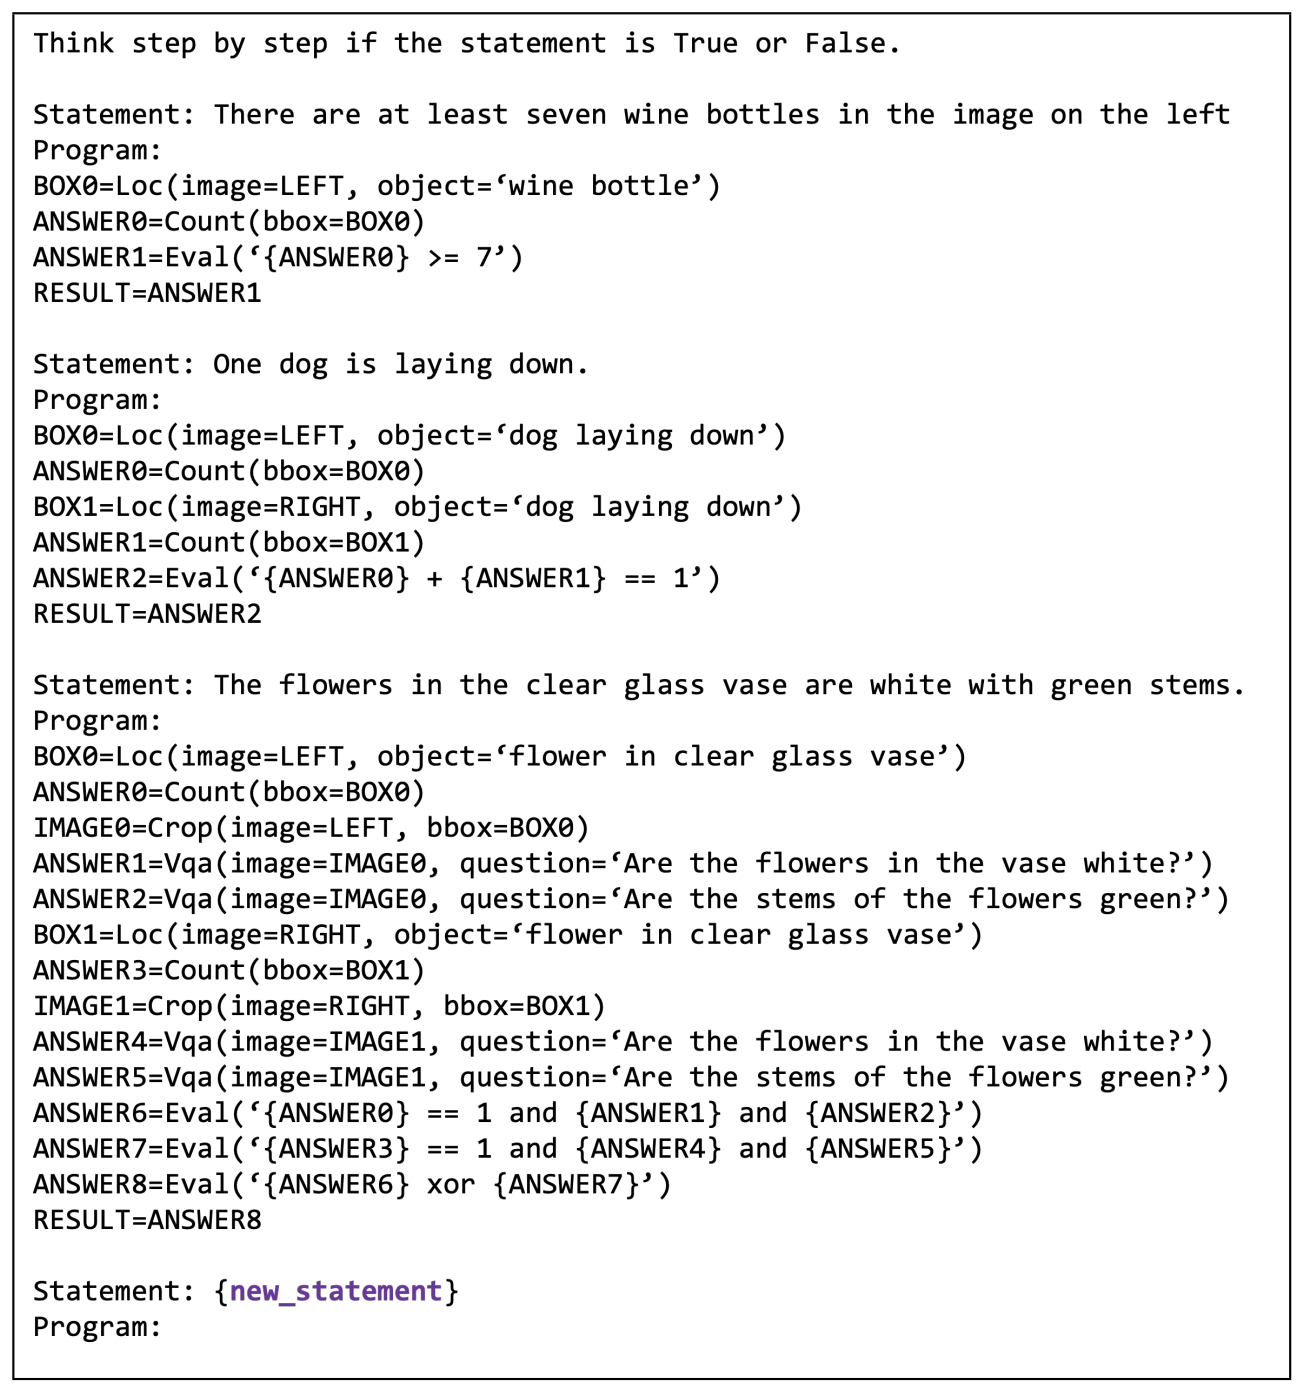 Think step by step if the statement is True or False.
Statement: There are at least seven wine bottles in the image on the left
Program:
BOX0=Loc(image=LEFT, object=‘wine bottle’)
ANSWER0=Count(bbox=BOX0)
ANSWER1=Eval(‘{ANSWER0} >= 7’)
RESULT=ANSWER1
Statement: One dog is laying down.
Program:
BOX0=Loc(image=LEFT, object=‘dog laying down’)
ANSWER0=Count(bbox=BOX0)
BOX1=Loc(image=RIGHT, object=‘dog laying down’)
ANSWER1=Count(bbox=BOX1)
ANSWER2=Eval(‘{ANSWER0} + {ANSWER1} == 1’)
RESULT=ANSWER2
Statement: The flowers in the clear glass vase are white with green stems.
Program:
BOX0=Loc(image=LEFT, object=‘flower in clear glass vase’)
ANSWER0=Count(bbox=BOX0)
IMAGE0=Crop(image=LEFT, bbox=BOX0)
ANSWER1=Vqa(image=IMAGE0, question=‘Are the flowers in the vase white?’)
ANSWER2=Vqa(image=IMAGE0, question=‘Are the stems of the flowers green?’)
BOX1=Loc(image=RIGHT, object=‘flower in clear glass vase’)
ANSWER3=Count(bbox=BOX1)
IMAGE1=Crop(image=RIGHT, bbox=BOX1)
ANSWER4=Vqa(image=IMAGE1, question=‘Are the flowers in the vase white?’)
ANSWER5=Vqa(image=IMAGE1, question=‘Are the stems of the flowers green?’)
ANSWER6=Eval(‘{ANSWER0} == 1 and {ANSWER1} and {ANSWER2}’)
ANSWER7=Eval(‘{ANSWER3} == 1 and {ANSWER4} and {ANSWER5}’)
ANSWER8=Eval(‘{ANSWER6} xor {ANSWER7}’)
RESULT=ANSWER8
Statement: {new_statement}
Program: